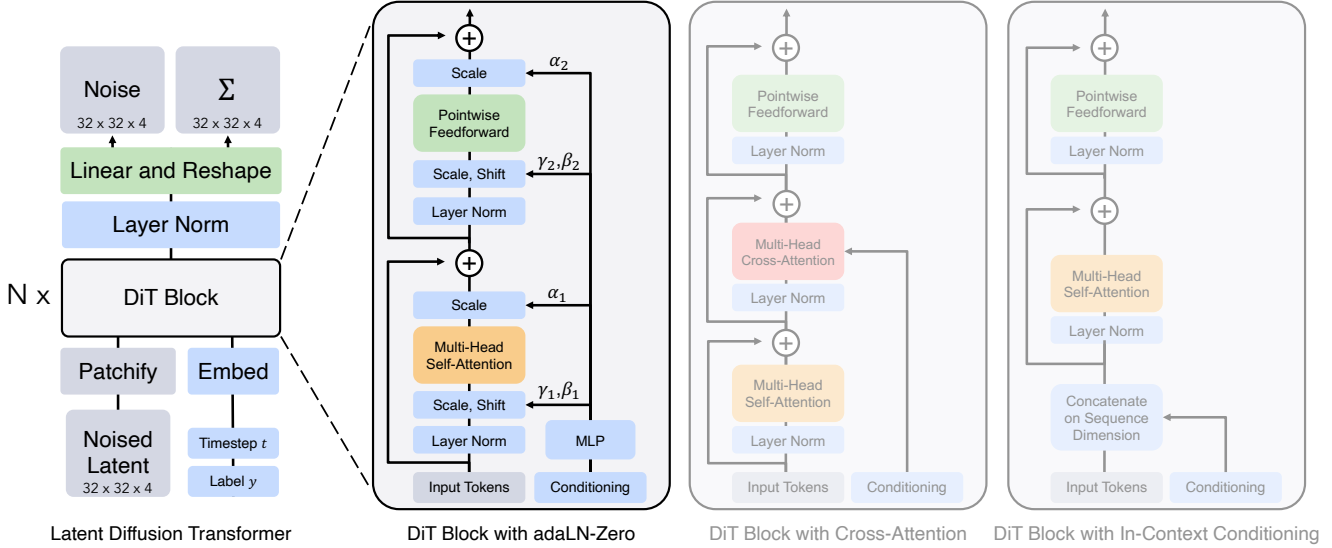 Noise
32 x 32 x 4
Σ
32 x 32 x 4
Linear and Reshape
Layer Norm
N x
DiT Block
Patchify
Embed
Noised
Latent
32 x 32 x 4
Timestep t
Label y
Latent Diffusion Transformer
+
Scale
α₂
Pointwise
Feedforward
Scale, Shift
γ₂,β₂
Layer Norm
+
Scale
α₁
Multi-Head
Self-Attention
Scale, Shift
γ₁,β₁
Layer Norm
MLP
Input Tokens
Conditioning
DiT Block with adaLN-Zero
+
Pointwise
Feedforward
Layer Norm
+
Multi-Head
Cross-Attention
Layer Norm
+
Multi-Head
Self-Attention
Layer Norm
Input Tokens
Conditioning
DiT Block with Cross-Attention
+
Pointwise
Feedforward
Layer Norm
+
Multi-Head
Self-Attention
Layer Norm
Concatenate
on Sequence
Dimension
Input Tokens
Conditioning
DiT Block with In-Context Conditioning